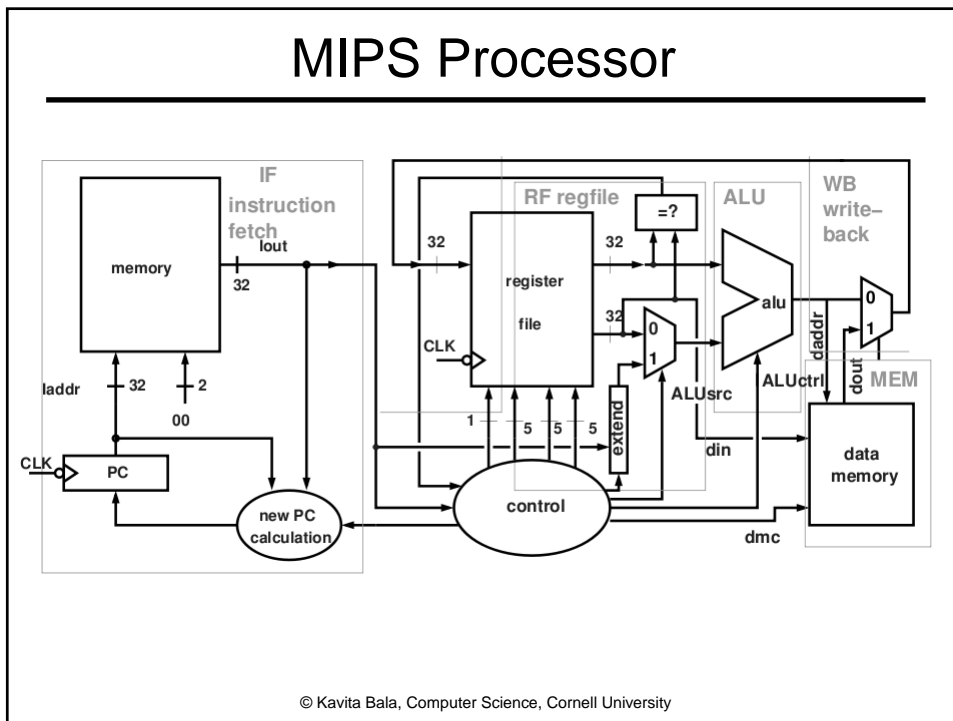 MIPS Processor
IF
instruction
fetch
Iout
memory
32
Iaddr
32
2
00
CLK
PC
new PC
calculation
RF regfile
ALU
WB
write–
back
=?
32
32
register
file
32
0
1
CLK
alu
0
1
daddr
dout
MEM
ALUsrc
ALUctrl
1
5
5
5
extend
din
data
memory
control
dmc
© Kavita Bala, Computer Science, Cornell University